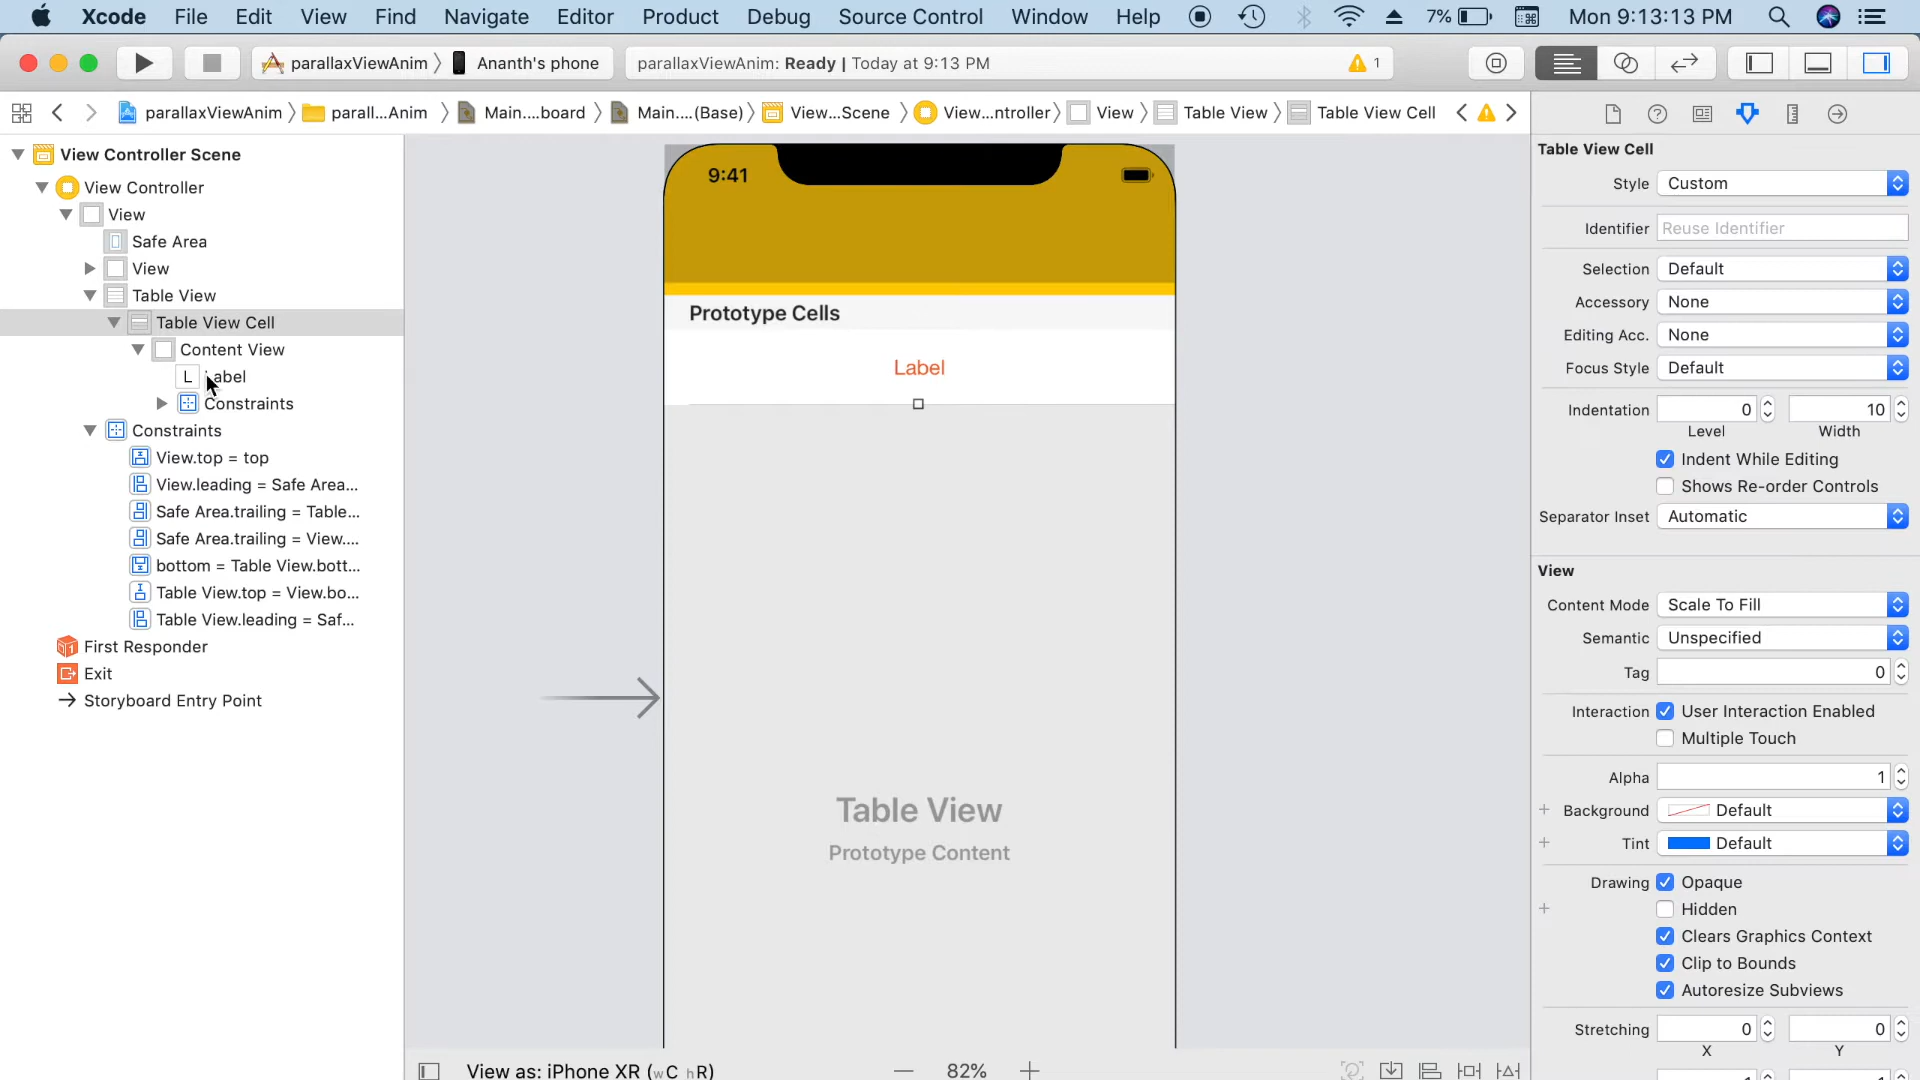 Xcode File Edit View Find Navigate Editor Product Debug Source Control Window Help 7% Mon 9:13:13 PM
parallaxViewAnim Ananth's phone parallaxViewAnim: Ready | Today at 9:13 PM 1
parallaxViewAnim parall...Anim Main....board Main....(Base) View...Scene View...ntroller View Table View Table View Cell
View Controller Scene
View Controller
View
Safe Area
View
Table View
Table View Cell
Content View
L Label
Constraints
Constraints
View.top = top
View.leading = Safe Area...
Safe Area.trailing = Table...
Safe Area.trailing = View....
bottom = Table View.bott...
Table View.top = View.bo...
Table View.leading = Saf...
First Responder
Exit
Storyboard Entry Point
9:41
Prototype Cells
Label
Table View
Prototype Content
View as: iPhone XR (wC hR) 82%
Table View Cell
Style Custom
Identifier Reuse Identifier
Selection Default
Accessory None
Editing Acc. None
Focus Style Default
Indentation 0 10
Level Width
Indent While Editing
Shows Re-order Controls
Separator Inset Automatic
View
Content Mode Scale To Fill
Semantic Unspecified
Tag 0
Interaction User Interaction Enabled
Multiple Touch
Alpha 1
Background Default
Tint Default
Drawing Opaque
Hidden
Clears Graphics Context
Clip to Bounds
Autoresize Subviews
Stretching 0 0
X Y